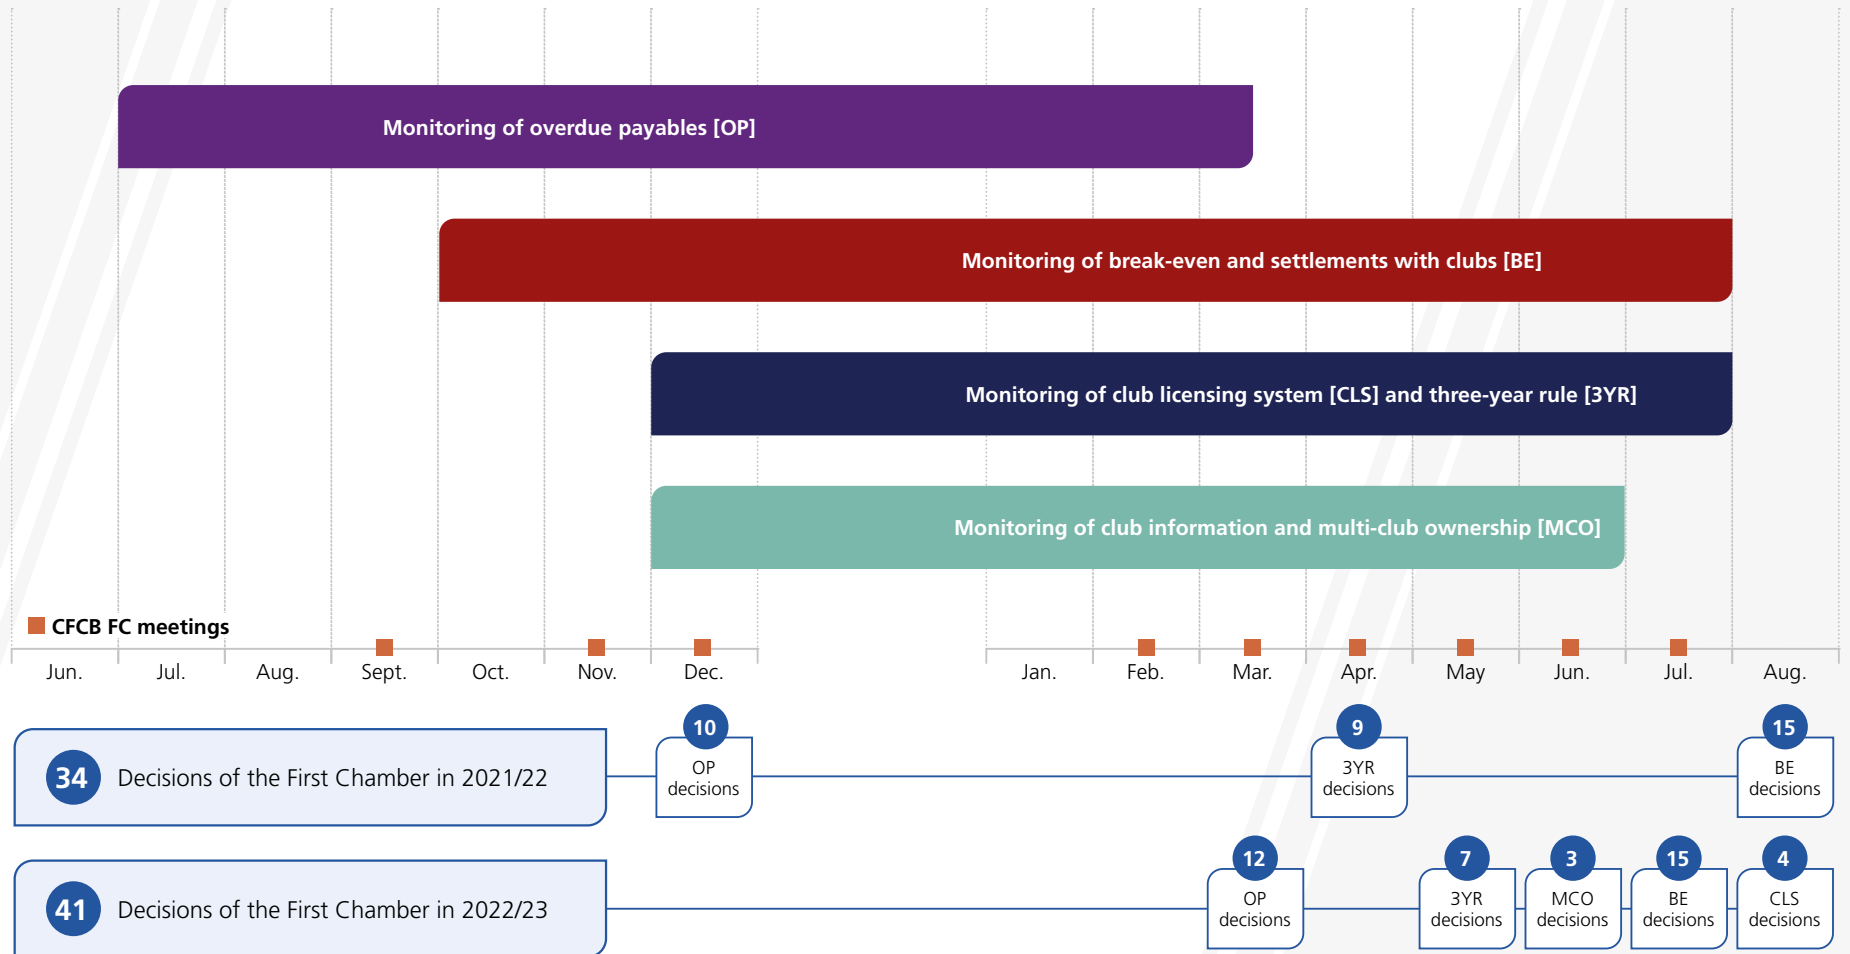 Monitoring of overdue payables [OP]
Monitoring of break-even and settlements with clubs [BE]
Monitoring of club licensing system [CLS] and three-year rule [3YR]
Monitoring of club information and multi-club ownership [MCO]
CFCB FC meetings
Jun. Jul. Aug. Sept. Oct. Nov. Dec. Jan. Feb. Mar. Apr. May Jun. Jul. Aug.
34 Decisions of the First Chamber in 2021/22
10
OP
decisions
9
3YR
decisions
15
BE
decisions
41 Decisions of the First Chamber in 2022/23
12
OP
decisions
7
3YR
decisions
3
MCO
decisions
15
BE
decisions
4
CLS
decisions